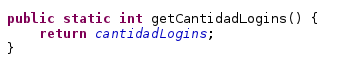 public static int getCantidadLogins() {
    return cantidadLogins;
}